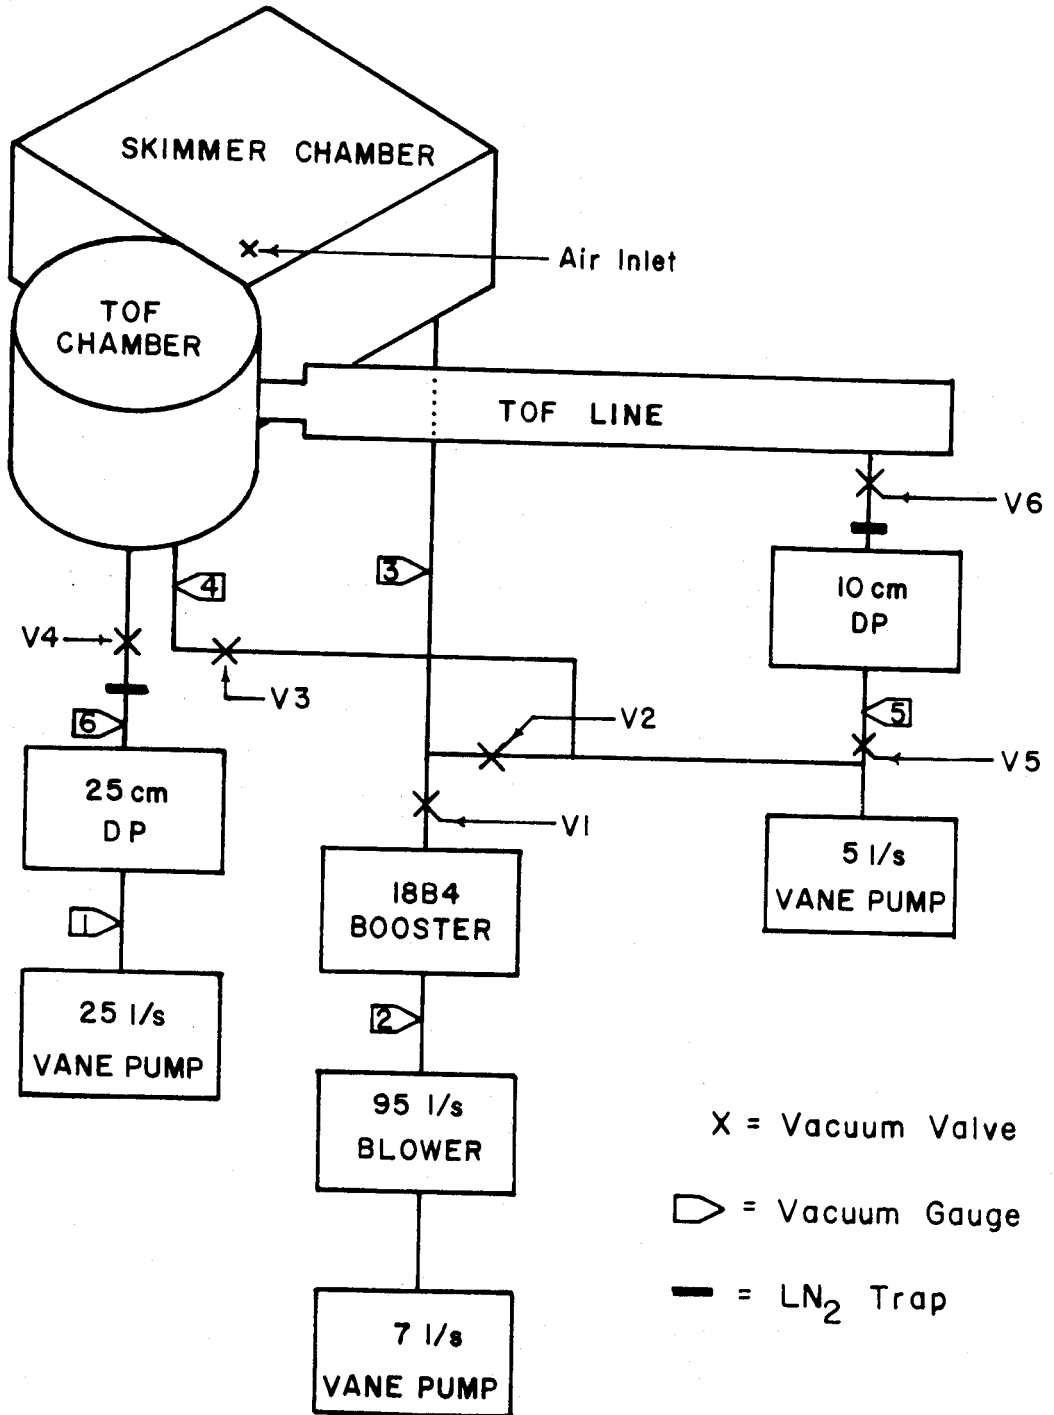 SKIMMER CHAMBER
Air Inlet
TOF
CHAMBER
TOF LINE
V6
3
4
10 cm
DP
V4
V3
6
5
V2
V5
25 cm
DP
V1
5 l/s
VANE PUMP
18B4
BOOSTER
1
25 l/s
VANE PUMP
2
95 l/s
BLOWER
X = Vacuum Valve
= Vacuum Gauge
= LN₂ Trap
7 l/s
VANE PUMP